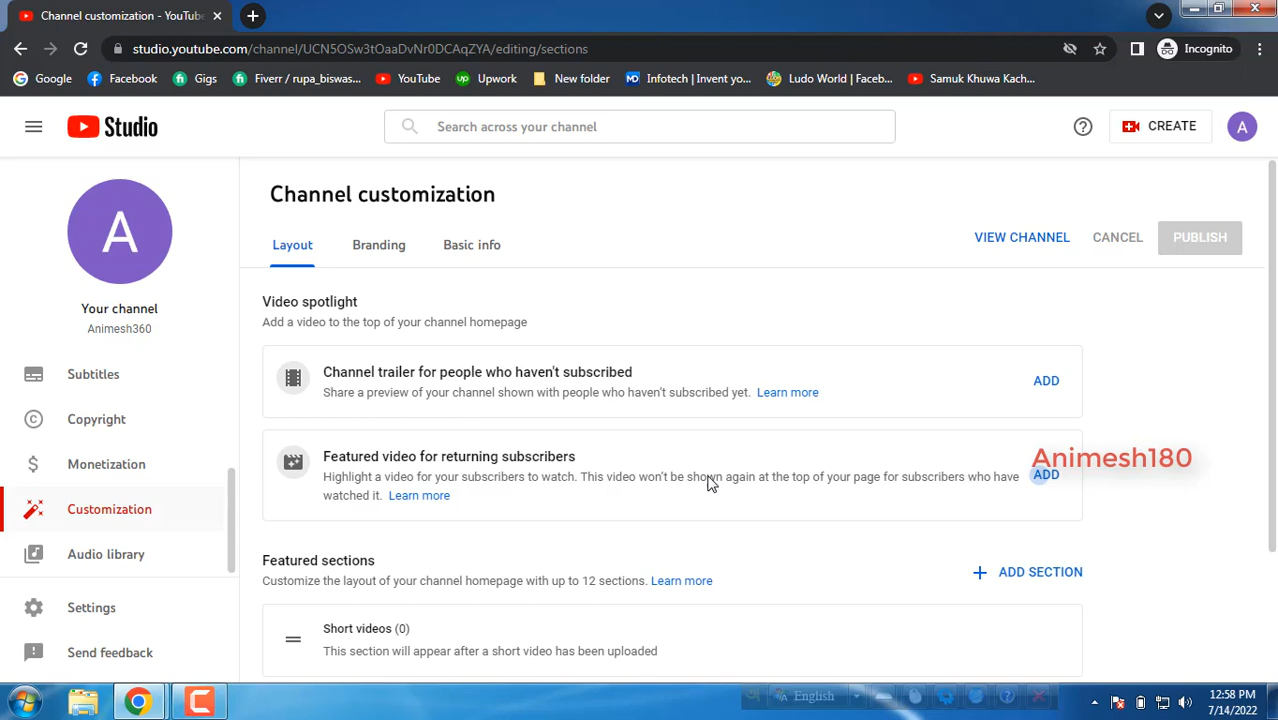 Channel customization - YouTube
studio.youtube.com/channel/UCN5OSw3tOaaDvNr0DCAqZYA/editing/sections
Incognito
Google
Facebook
Gigs
Fiverr / rupa_biswas...
YouTube
Upwork
New folder
Infotech | Invent yo...
Ludo World | Faceb...
Samuk Khuwa Kach...
Studio
Search across your channel
CREATE
A
A
Your channel
Animesh360
Subtitles
Copyright
Monetization
Customization
Audio library
Settings
Send feedback
Channel customization
Layout
Branding
Basic info
VIEW CHANNEL
CANCEL
PUBLISH
Video spotlight
Add a video to the top of your channel homepage
Channel trailer for people who haven't subscribed
Share a preview of your channel shown with people who haven't subscribed yet. Learn more
ADD
Featured video for returning subscribers
Highlight a video for your subscribers to watch. This video won't be shown again at the top of your page for subscribers who have
watched it. Learn more
Animesh180
ADD
Featured sections
Customize the layout of your channel homepage with up to 12 sections. Learn more
ADD SECTION
Short videos (0)
This section will appear after a short video has been uploaded
English
12:58 PM
7/14/2022